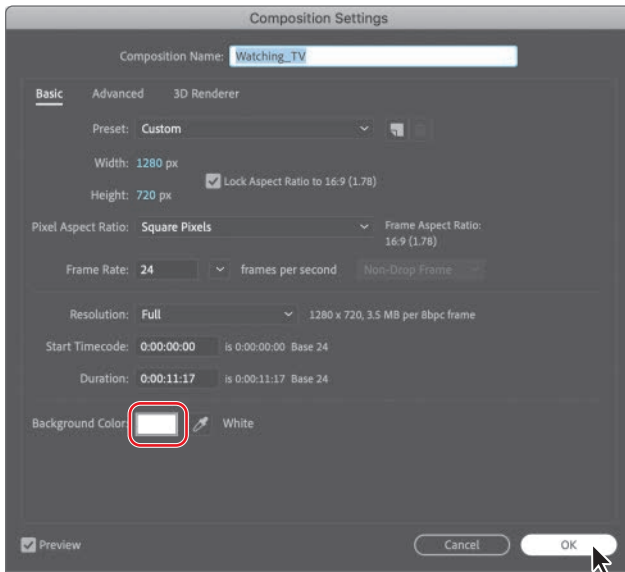 Composition Settings
Composition Name: Watching_TV
Basic Advanced 3D Renderer
Preset: Custom
Width: 1280 px
Lock Aspect Ratio to 16:9 (1.78)
Height: 720 px
Pixel Aspect Ratio: Square Pixels Frame Aspect Ratio:
16:9 (1.78)
Frame Rate: 24 frames per second Non-Drop Frame
Resolution: Full 1280 x 720, 3.5 MB per 8bpc frame
Start Timecode: 0:00:00:00 is 0:00:00:00 Base 24
Duration: 0:00:11:17 is 0:00:11:17 Base 24
Background Color: White
Preview Cancel OK